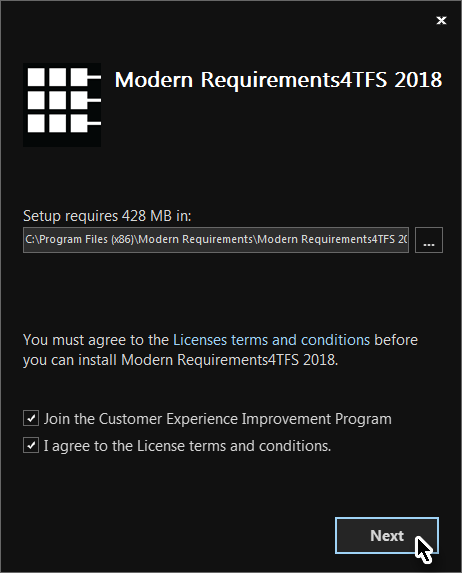 Modern Requirements4TFS 2018
Setup requires 428 MB in:
C:\Program Files (x86)\Modern Requirements\Modern Requirements4TFS 20
...
You must agree to the Licenses terms and conditions before
you can install Modern Requirements4TFS 2018.
Join the Customer Experience Improvement Program
I agree to the License terms and conditions.
Next